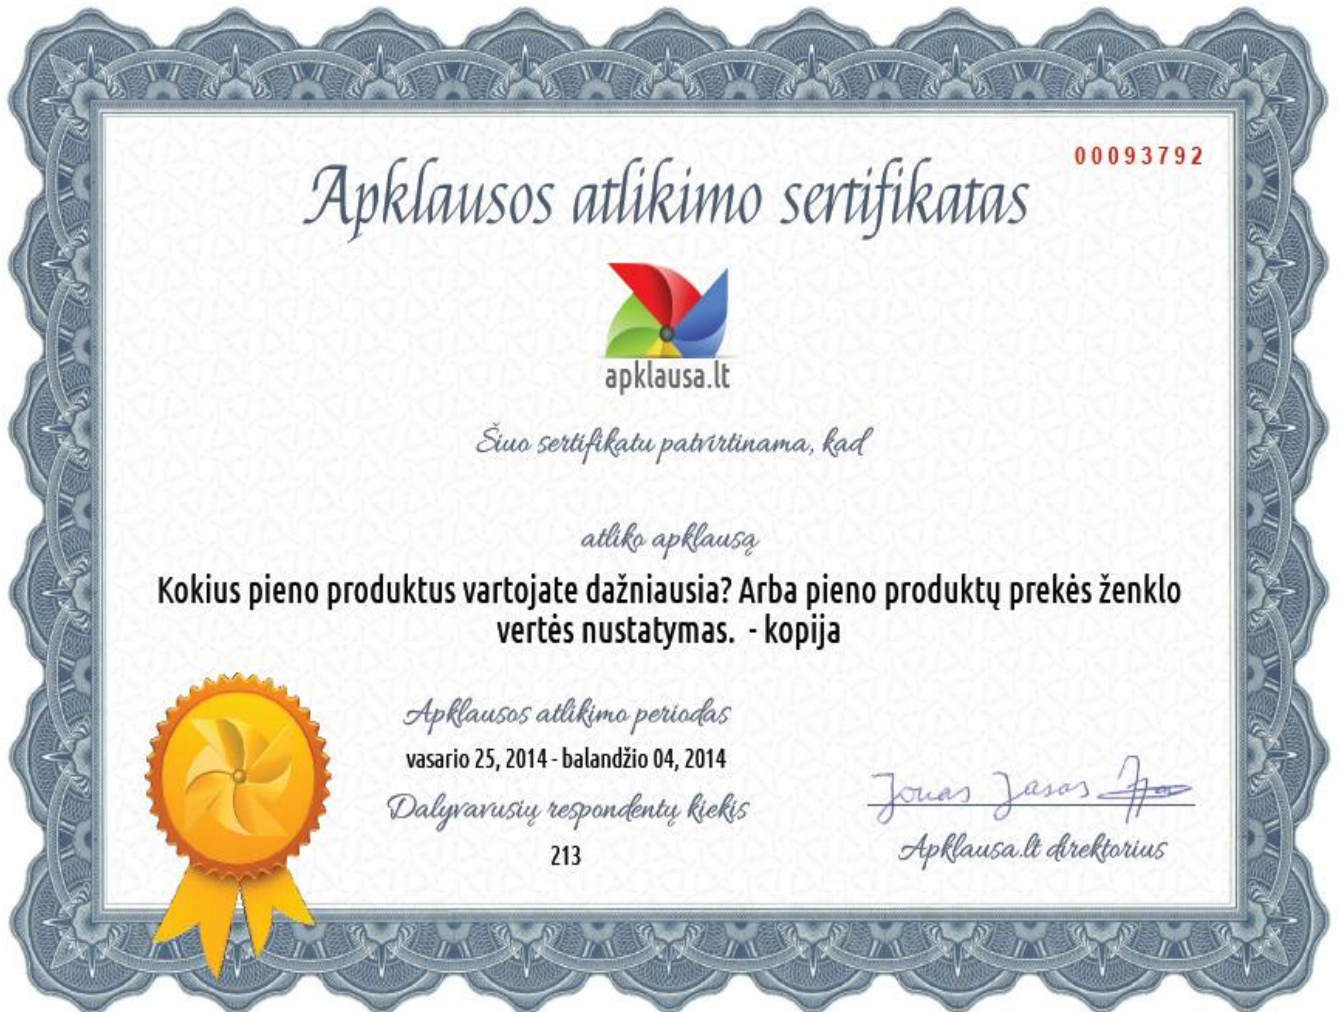 00093792
Apklausos atlikimo sertifikatas
apklausa.lt
Šiuo sertifikatu patvirtinama, kad
atliko apklausą
Kokius pieno produktus vartojate dažniausia? Arba pieno produktų prekės ženklo
vertės nustatymas. - kopija
Apklausos atlikimo periodas
vasario 25, 2014 - balandžio 04, 2014
Dalyvavusių respondentų kiekis
213
Jonas Jasas
Apklausa.lt direktorius